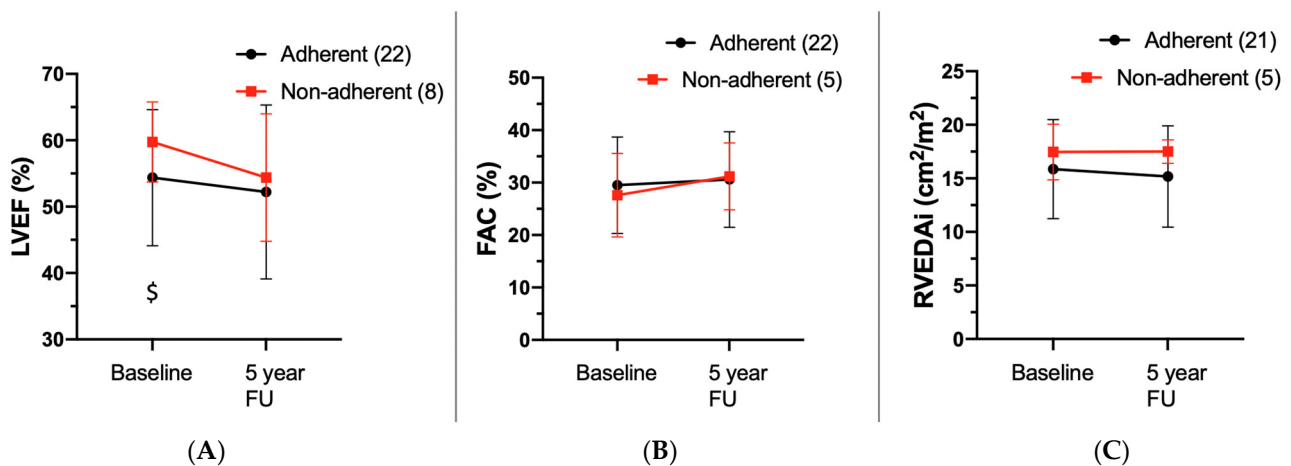 Adherent (22)
Non-adherent (8)
LVEF (%)
70
60
50
40
30
$
Baseline
5 year
FU
(A)
Adherent (22)
Non-adherent (5)
FAC (%)
50
40
30
20
10
0
Baseline
5 year
FU
(B)
Adherent (21)
Non-adherent (5)
RVEDAi (cm²/m²)
25
20
15
10
5
0
Baseline
5 year
FU
(C)